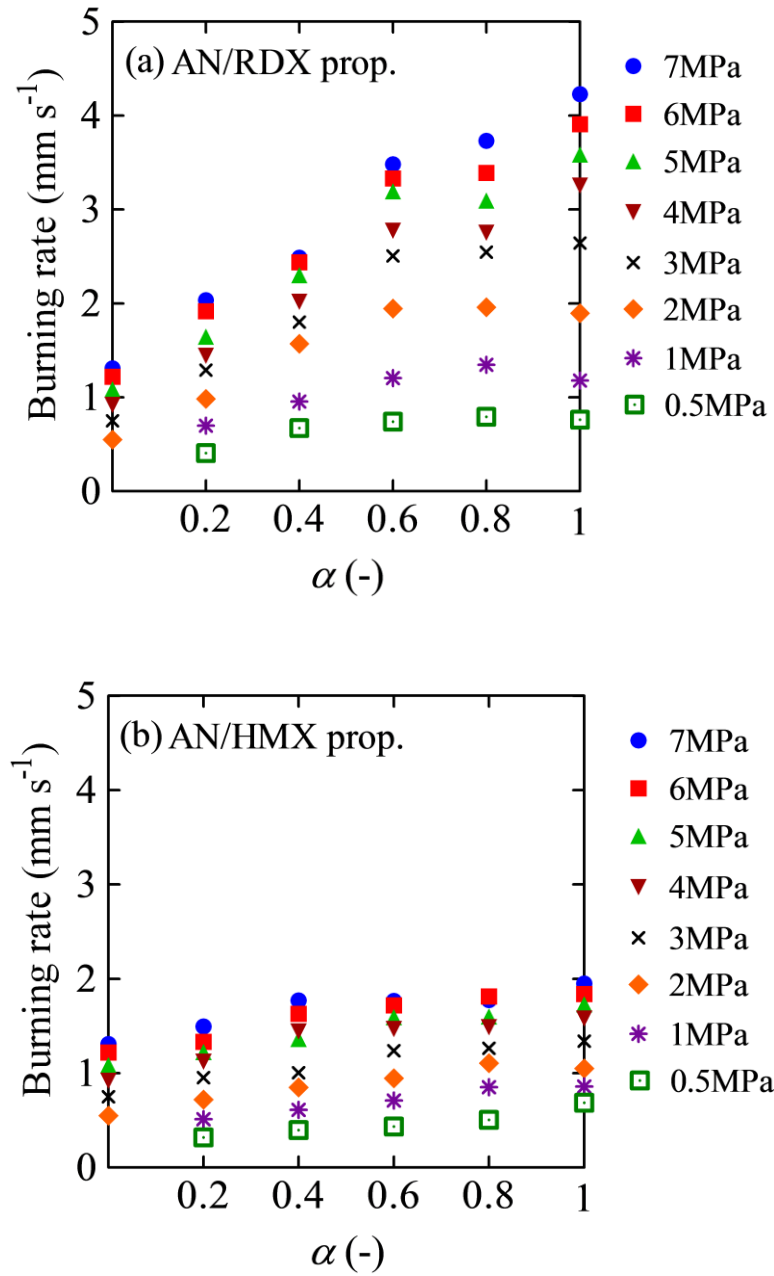 5
(a) AN/RDX prop.
7MPa
6MPa
4
5MPa
Burning rate (mm s⁻¹)
3
4MPa
3MPa
2
2MPa
1
1MPa
0.5MPa
0
0.2 0.4 0.6 0.8 1
α (-)
5
(b) AN/HMX prop.
7MPa
6MPa
4
5MPa
Burning rate (mm s⁻¹)
3
4MPa
3MPa
2
2MPa
1
1MPa
0.5MPa
0
0.2 0.4 0.6 0.8 1
α (-)